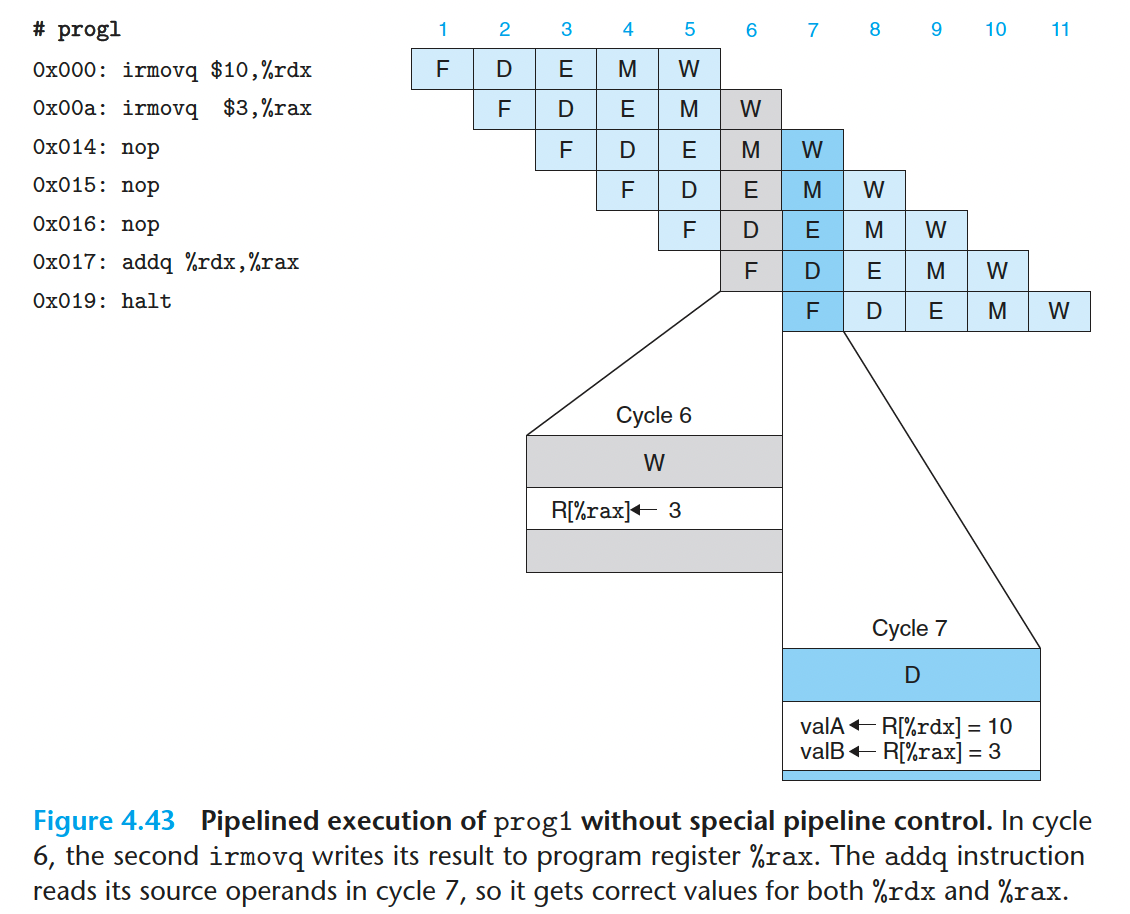 # prog1 1 2 3 4 5 6 7 8 9 10 11
0x000: irmovq $10,%rdx F D E M W
0x00a: irmovq $3,%rax F D E M W
0x014: nop F D E M W
0x015: nop F D E M W
0x016: nop F D E M W
0x017: addq %rdx,%rax F D E M W
0x019: halt F D E M W
Cycle 6
W
R[%rax]← 3
Cycle 7
D
valA ← R[%rdx] = 10
valB ← R[%rax] = 3
Figure 4.43 Pipelined execution of prog1 without special pipeline control. In cycle
6, the second irmovq writes its result to program register %rax. The addq instruction
reads its source operands in cycle 7, so it gets correct values for both %rdx and %rax.